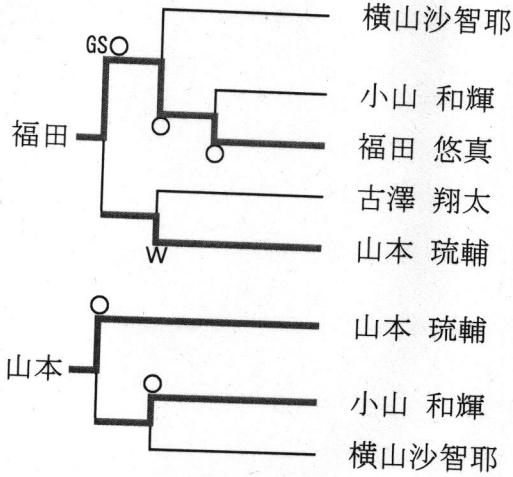 横山沙智耶
GS○
小山 和輝
福田
○
福田 悠真
○
古澤 翔太
W
山本 琉輔
○
山本 琉輔
山本
○
小山 和輝
横山沙智耶